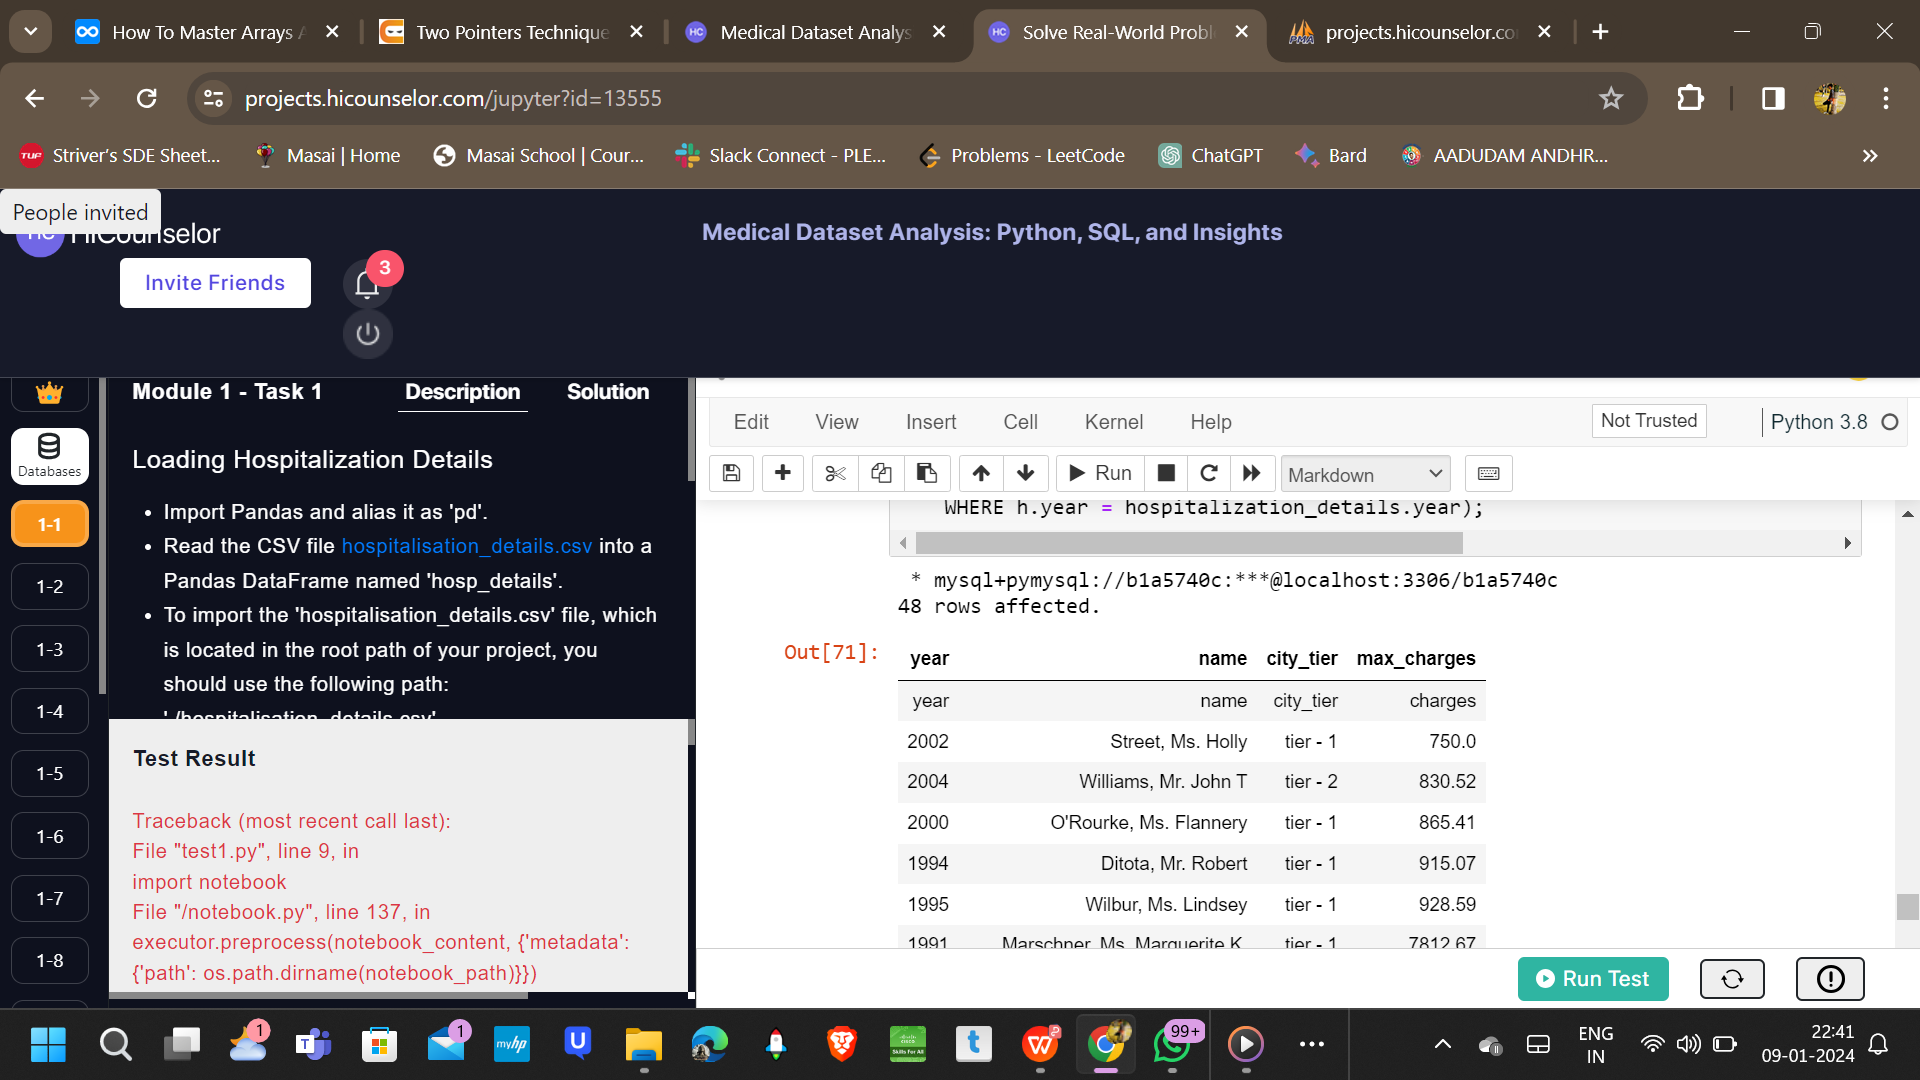 How To Master Arrays
Two Pointers Technique
HC Medical Dataset Analys
HC Solve Real-World Probl
PMA projects.hicounselor.co
projects.hicounselor.com/jupyter?id=13555
TUF Striver's SDE Sheet...
Masai | Home
Masai School | Cour...
Slack Connect - PLE...
Problems - LeetCode
ChatGPT
Bard
AADUDAM ANDHR...
People invited
HC HiCounselor
Medical Dataset Analysis: Python, SQL, and Insights
Invite Friends
3
Module 1 - Task 1
Description
Solution
Databases
1-1
1-2
1-3
1-4
1-5
1-6
1-7
1-8
Loading Hospitalization Details
• Import Pandas and alias it as 'pd'.
• Read the CSV file hospitalisation_details.csv into a
Pandas DataFrame named 'hosp_details'.
• To import the 'hospitalisation_details.csv' file, which
is located in the root path of your project, you
should use the following path:
'./hospitalisation_details.csv'
Test Result
Traceback (most recent call last):
File "test1.py", line 9, in
import notebook
File "/notebook.py", line 137, in
executor.preprocess(notebook_content, {'metadata':
{'path': os.path.dirname(notebook_path)}})
Edit View Insert Cell Kernel Help
Not Trusted
Python 3.8
Run
Markdown
WHERE h.year = hospitalization_details.year);
* mysql+pymysql://b1a5740c:***@localhost:3306/b1a5740c
48 rows affected.
Out[71]:
year name city_tier max_charges
year name city_tier charges
2002 Street, Ms. Holly tier - 1 750.0
2004 Williams, Mr. John T tier - 2 830.52
2000 O'Rourke, Ms. Flannery tier - 1 865.41
1994 Ditota, Mr. Robert tier - 1 915.07
1995 Wilbur, Ms. Lindsey tier - 1 928.59
1991 Marschner, Ms. Marguerite K tier - 1 7812.67
Run Test
1
1
myhp
U
Skills For All
t
99+
ENG
IN
22:41
09-01-2024